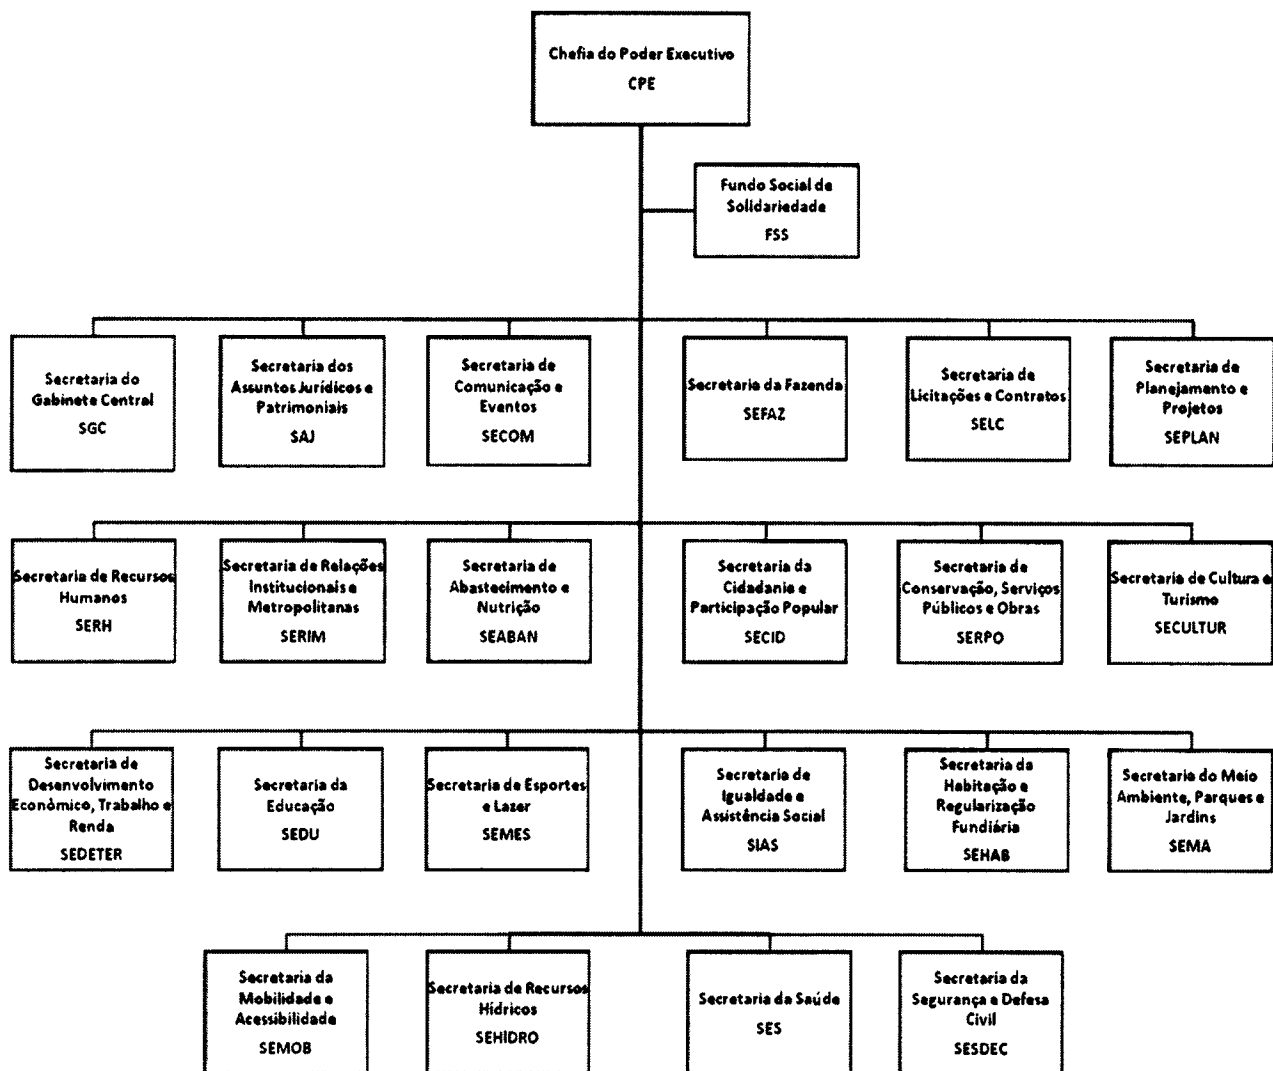 Chefia do Poder Executivo
CPE
Fundo Social de
Solidariedade
FSS
Secretaria do
Gabinete Central
SGC
Secretaria dos
Assuntos Jurídicos e
Patrimoniais
SAJ
Secretaria de
Comunicação e
Eventos
SECOM
Secretaria da Fazenda
SEFAZ
Secretaria de
Licitações e Contratos
SELC
Secretaria de
Planejamento e
Projetos
SEPLAN
Secretaria de Recursos
Humanos
SERH
Secretaria de Relações
Institucionais e
Metropolitanas
SERIM
Secretaria de
Abastecimento e
Nutrição
SEABAN
Secretaria da
Cidadania e
Participação Popular
SECID
Secretaria de
Conservação, Serviços
Públicos e Obras
SERPO
Secretaria de Cultura e
Turismo
SECULTUR
Secretaria de
Desenvolvimento
Econômico, Trabalho e
Renda
SEDETER
Secretaria da
Educação
SEDU
Secretaria de Esportes
e Lazer
SEMES
Secretaria de
Igualdade e
Assistência Social
SIAS
Secretaria da
Habitação e
Regularização
Fundiária
SEHAB
Secretaria do Meio
Ambiente, Parques e
Jardins
SEMA
Secretaria da
Mobilidade e
Acessibilidade
SEMOB
Secretaria de Recursos
Hídricos
SEHIDRO
Secretaria da Saúde
SES
Secretaria da
Segurança e Defesa
Civil
SESDEC